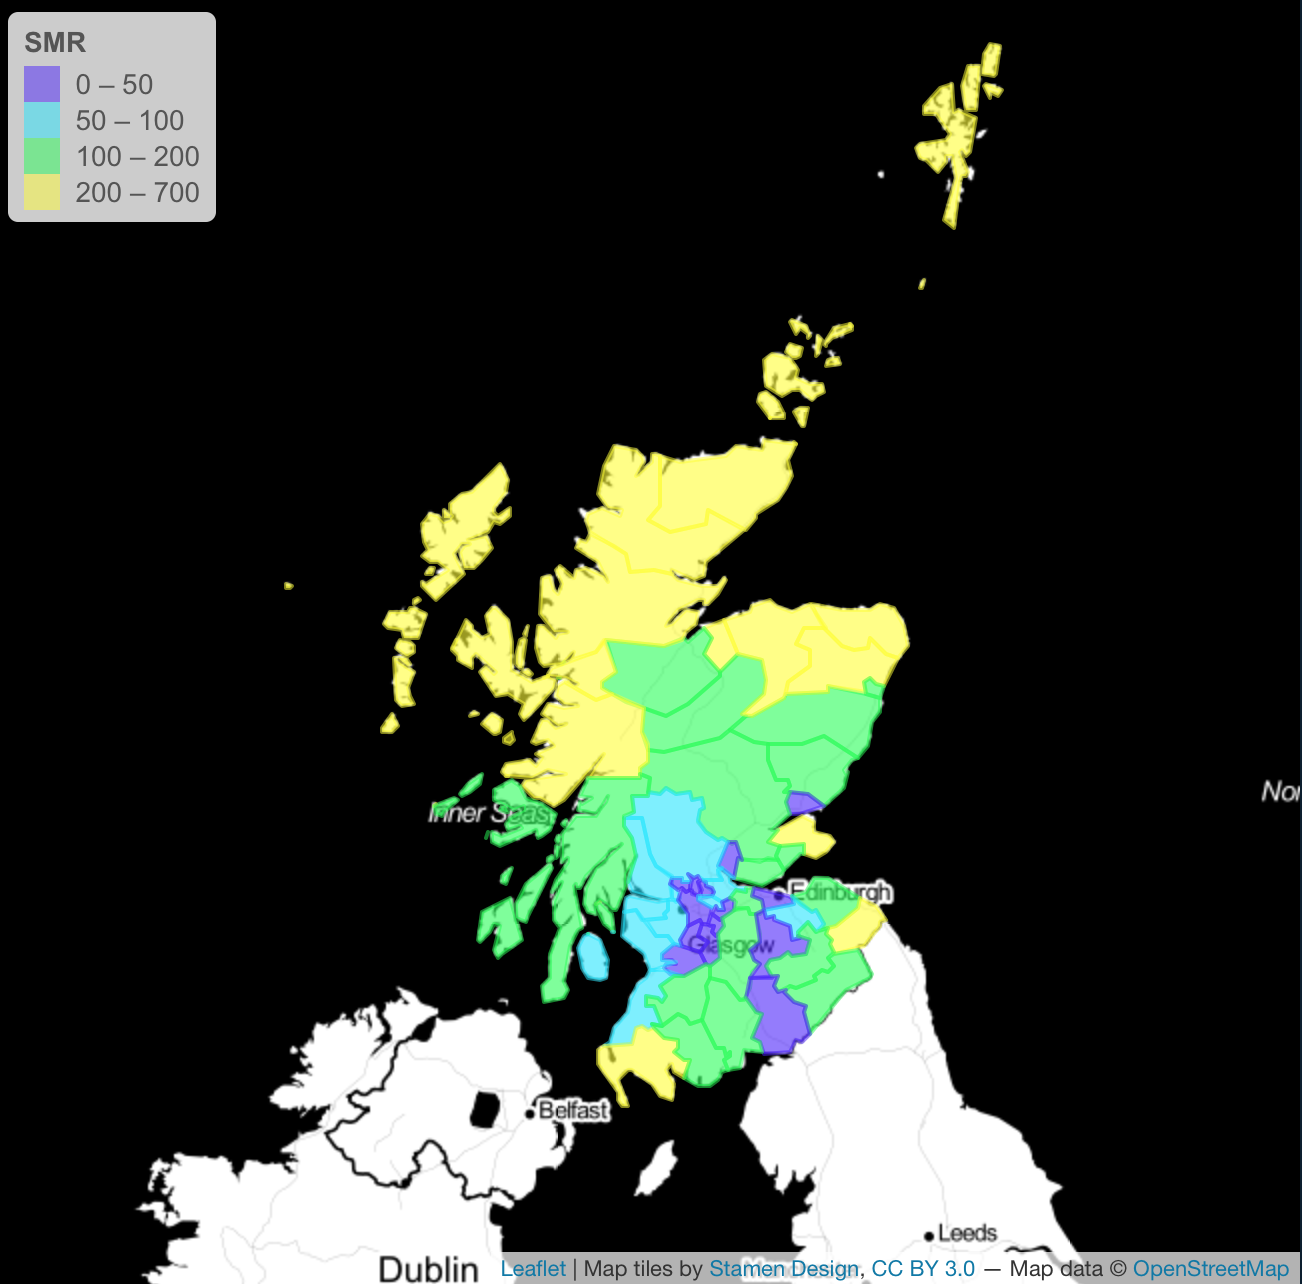 SMR
0 – 50
50 – 100
100 – 200
200 – 700
Inner Seas
Edinburgh
Glasgow
Belfast
Leeds
Dublin
Leaflet | Map tiles by Stamen Design, CC BY 3.0 — Map data © OpenStreetMap